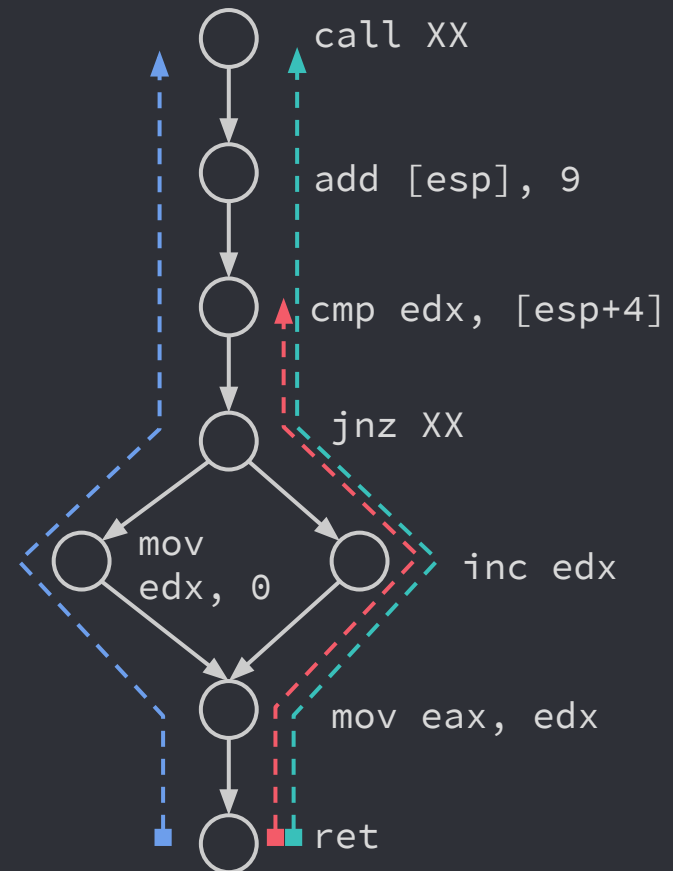 call XX
add [esp], 9
cmp edx, [esp+4]
jnz XX
mov
edx, 0
inc edx
mov eax, edx
ret